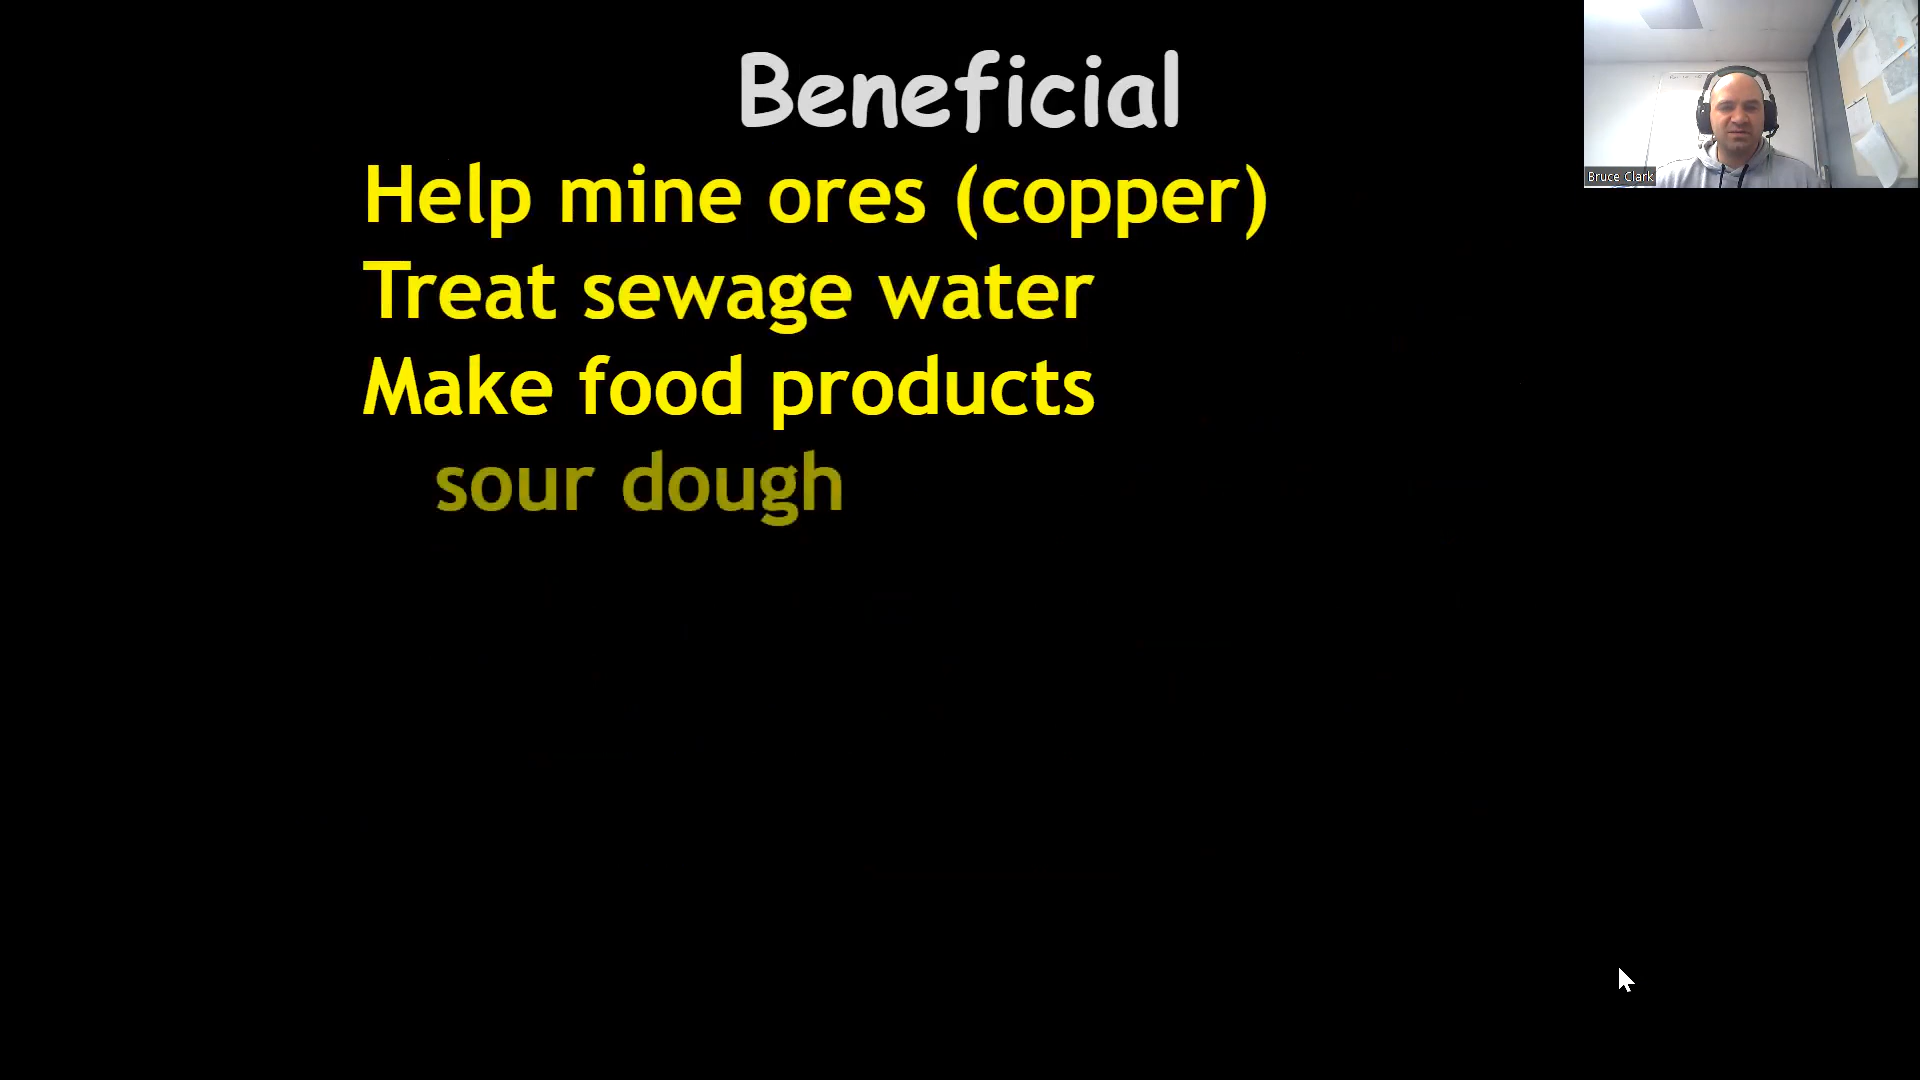 Beneficial
Help mine ores (copper)
Treat sewage water
Make food products
sour dough
Bruce Clark